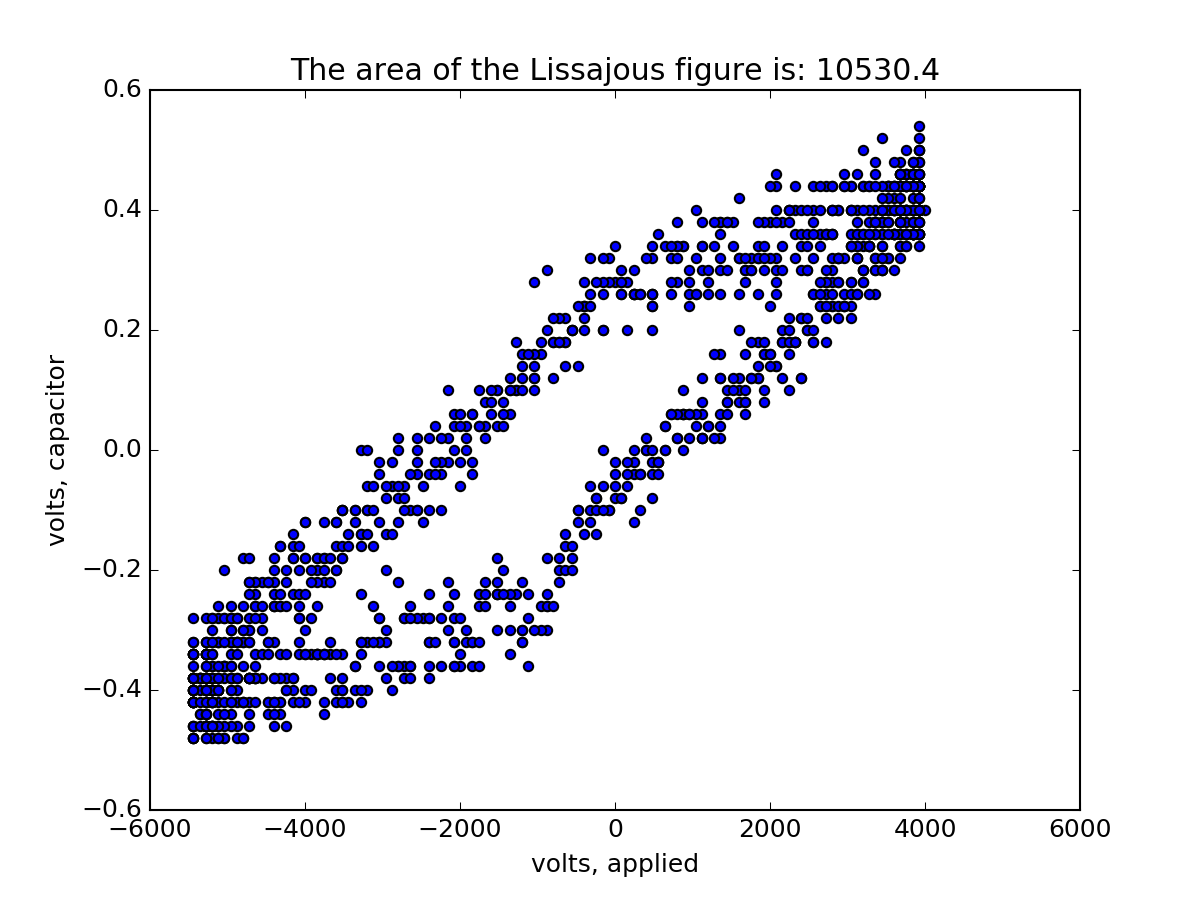 The area of the Lissajous figure is: 10530.4
0.6
0.4
0.2
0.0
−0.2
−0.4
−0.6
volts, capacitor
−6000 −4000 −2000 0 2000 4000 6000
volts, applied